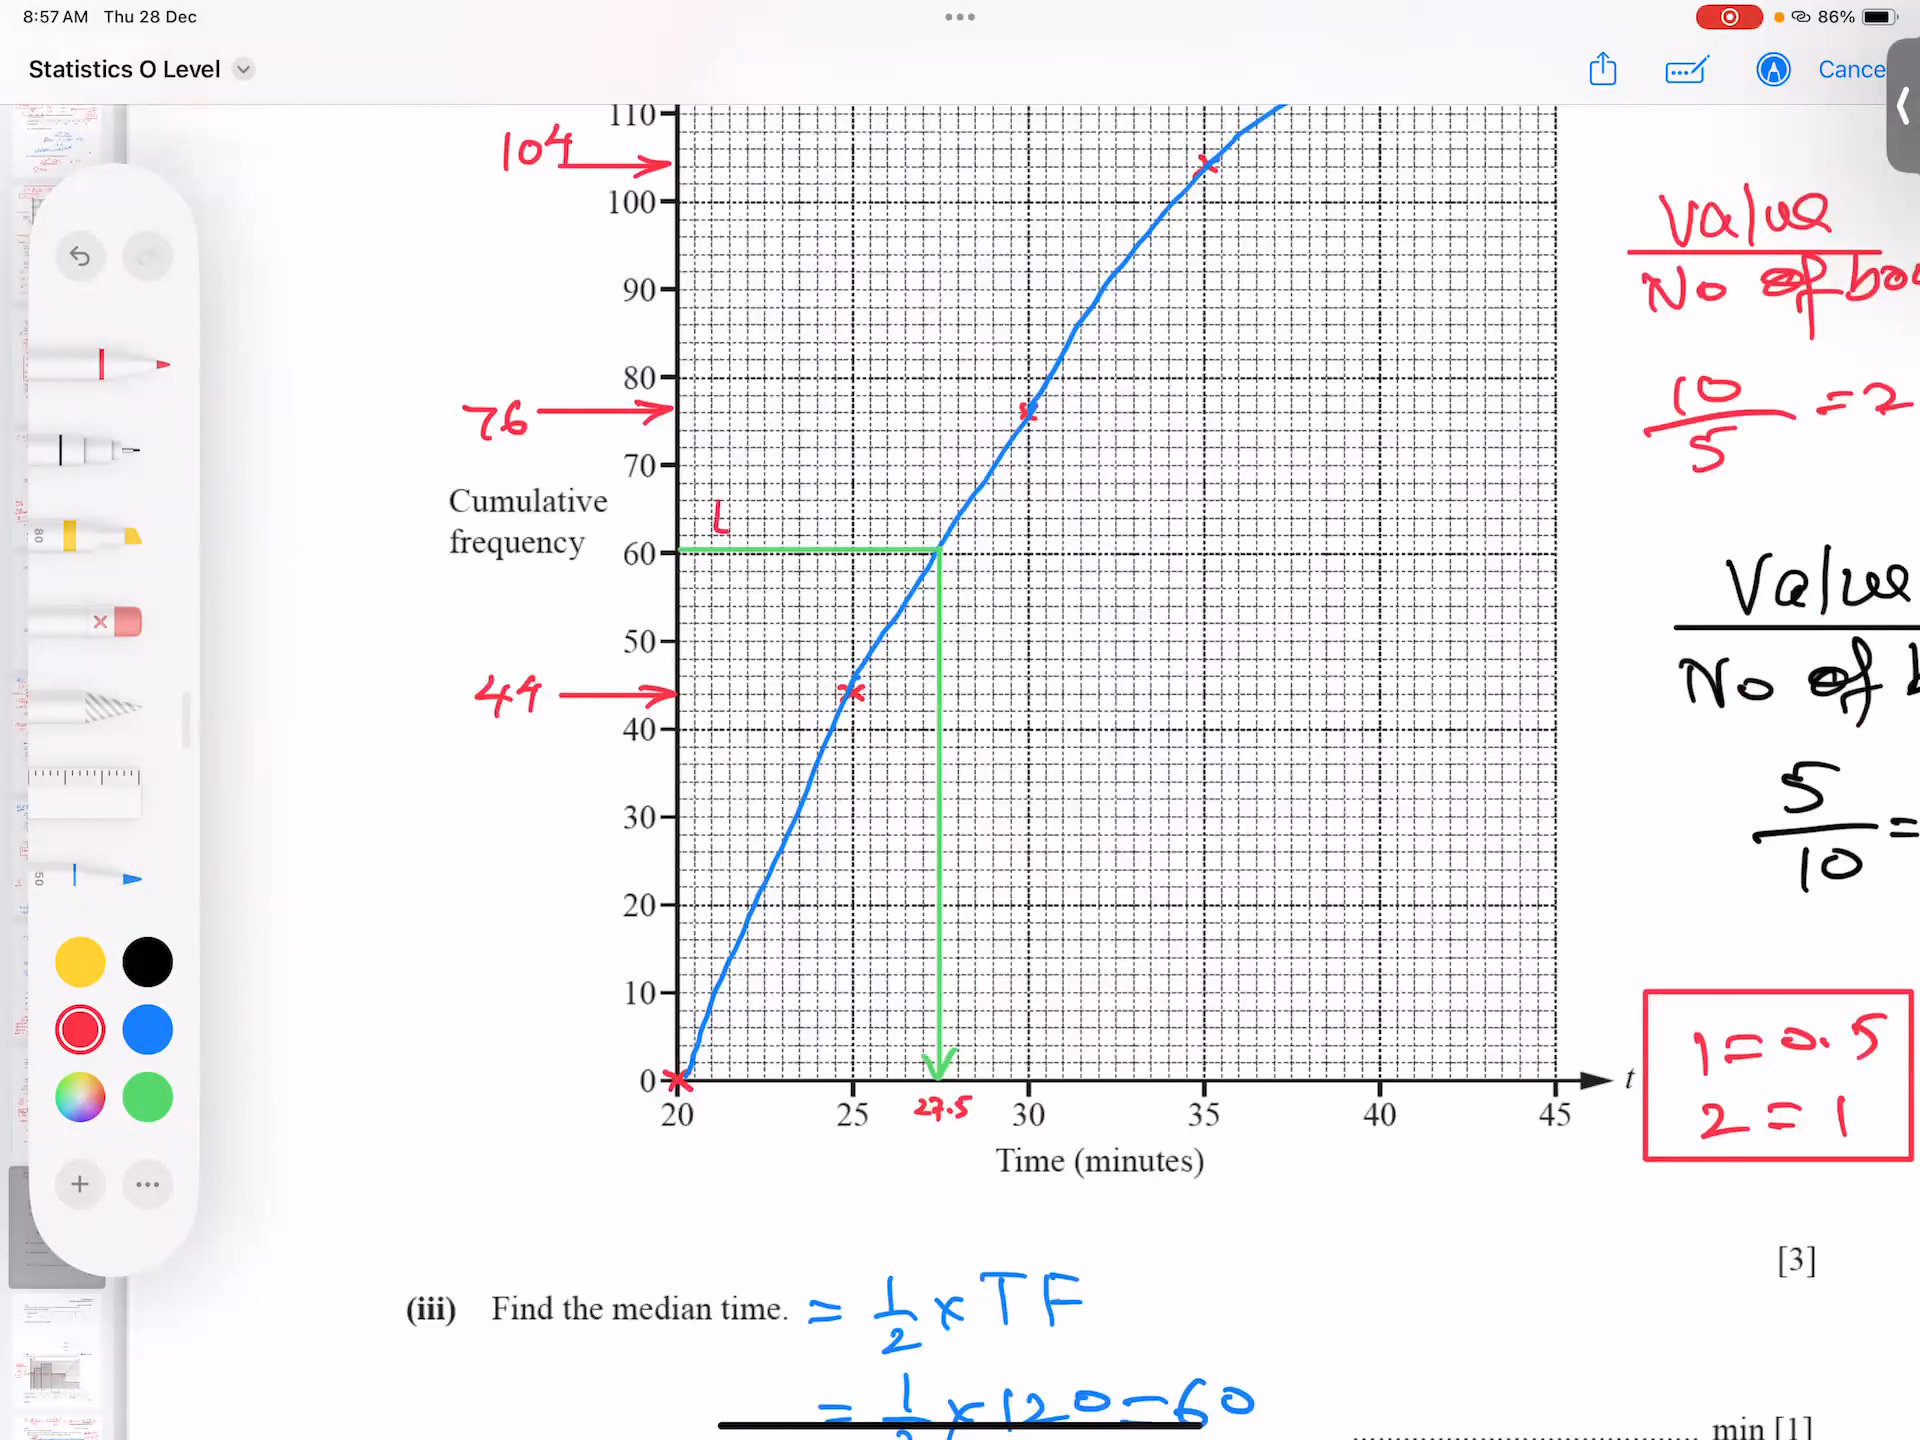 8:57 AM Thu 28 Dec
86%
Statistics O Level
Cance
110
104
100
90
80
76
70
Cumulative
frequency
L
60
50
44
40
30
20
10
0
20 25 27.5 30 35 40 45
t
Time (minutes)
Value
No of
10
5
= 2
Value
No of
5
10
=
1 = 0.5
2 = 1
80
50
[3]
(iii) Find the median time. = 1/2 x TF
= 1/2 x 120 = 60
min [1]